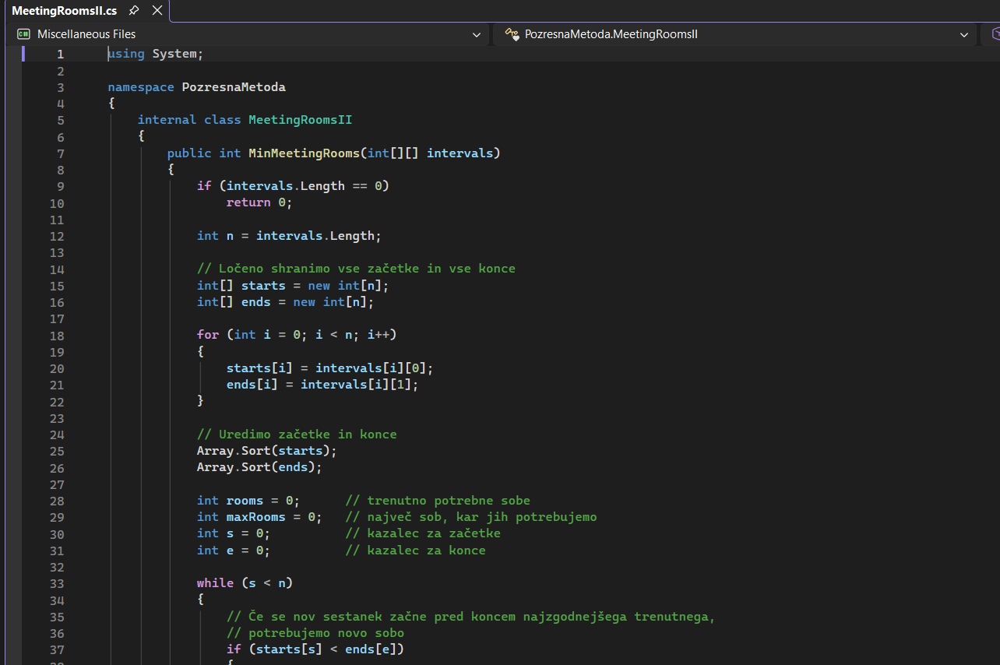 MeetingRoomsII.cs
Miscellaneous Files PozresnaMetoda.MeetingRoomsII
1 using System;
2
3 namespace PozresnaMetoda
4 {
5 internal class MeetingRoomsII
6 {
7 public int MinMeetingRooms(int[][] intervals)
8 {
9 if (intervals.Length == 0)
10 return 0;
11
12 int n = intervals.Length;
13
14 // Ločeno shranimo vse začetke in vse konce
15 int[] starts = new int[n];
16 int[] ends = new int[n];
17
18 for (int i = 0; i < n; i++)
19 {
20 starts[i] = intervals[i][0];
21 ends[i] = intervals[i][1];
22 }
23
24 // Uredimo začetke in konce
25 Array.Sort(starts);
26 Array.Sort(ends);
27
28 int rooms = 0; // trenutno potrebne sobe
29 int maxRooms = 0; // največ sob, kar jih potrebujemo
30 int s = 0; // kazalec za začetke
31 int e = 0; // kazalec za konce
32
33 while (s < n)
34 {
35 // Če se nov sestanek začne pred koncem najzgodnejšega trenutnega,
36 // potrebujemo novo sobo
37 if (starts[s] < ends[e])
38 {